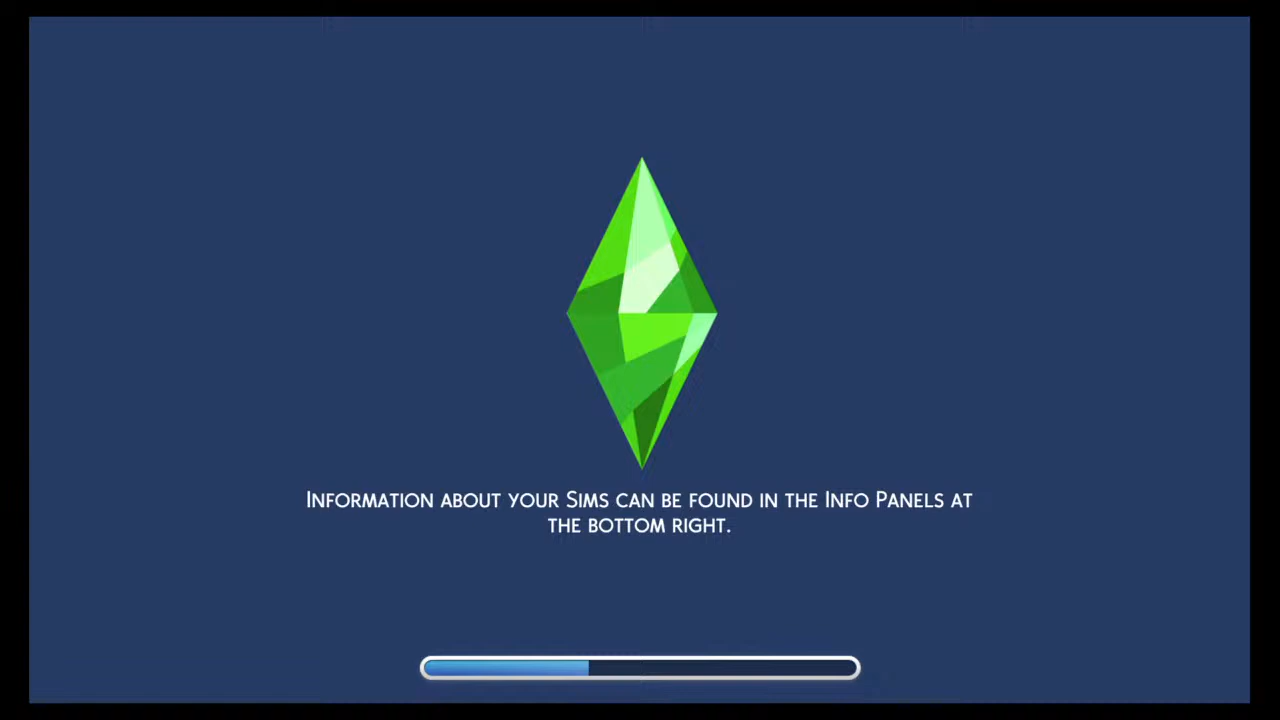 Information about your Sims can be found in the Info Panels at
the bottom right.